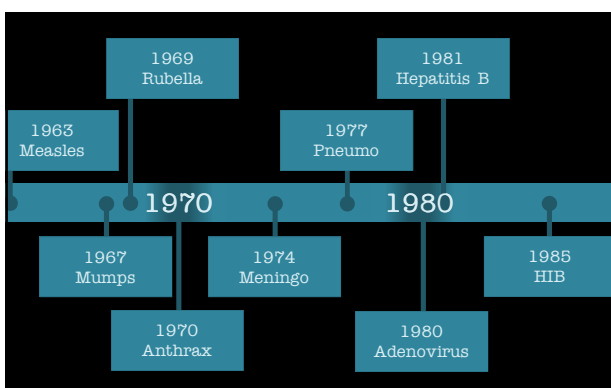 1969
Rubella
1981
Hepatitis B
1963
Measles
1977
Pneumo
1970
1980
1967
Mumps
1974
Meningo
1985
HIB
1970
Anthrax
1980
Adenovirus